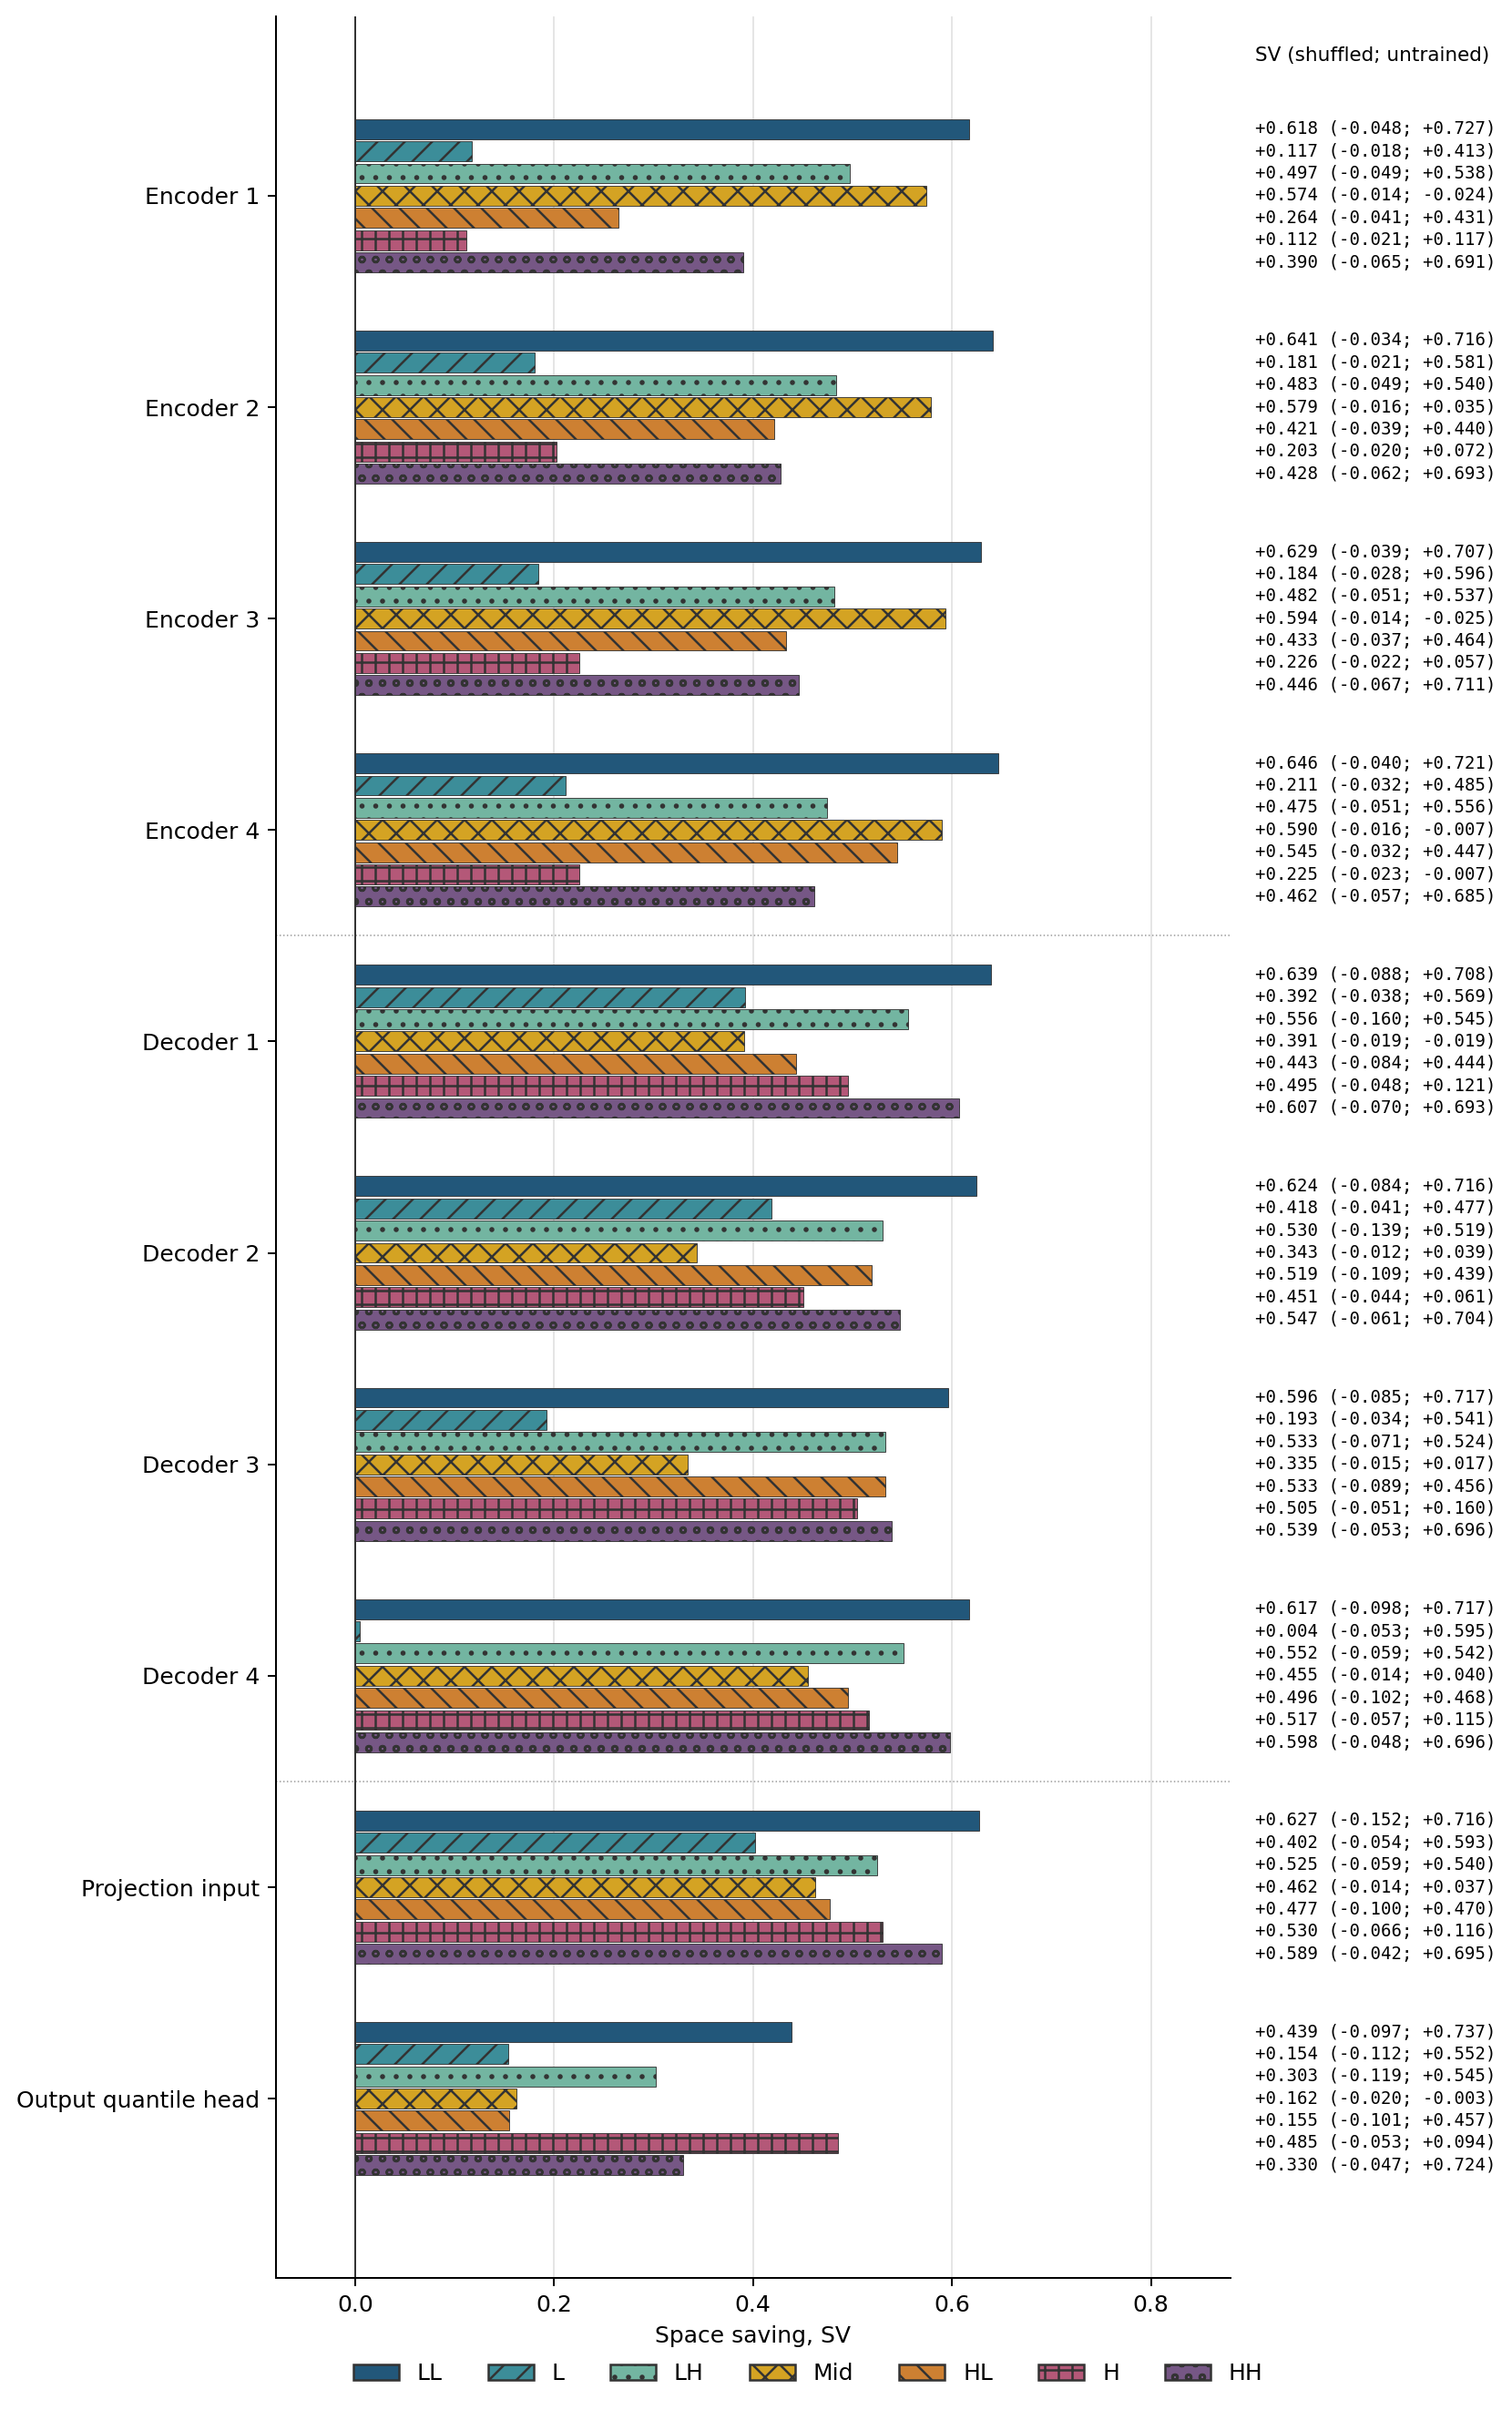 SV (shuffled; untrained)
Encoder 1
+0.618 (-0.048; +0.727)
+0.117 (-0.018; +0.413)
+0.497 (-0.049; +0.538)
+0.574 (-0.014; -0.024)
+0.264 (-0.041; +0.431)
+0.112 (-0.021; +0.117)
+0.390 (-0.065; +0.691)
Encoder 2
+0.641 (-0.034; +0.716)
+0.181 (-0.021; +0.581)
+0.483 (-0.049; +0.540)
+0.579 (-0.016; +0.035)
+0.421 (-0.039; +0.440)
+0.203 (-0.020; +0.072)
+0.428 (-0.062; +0.693)
Encoder 3
+0.629 (-0.039; +0.707)
+0.184 (-0.028; +0.596)
+0.482 (-0.051; +0.537)
+0.594 (-0.014; -0.025)
+0.433 (-0.037; +0.464)
+0.226 (-0.022; +0.057)
+0.446 (-0.067; +0.711)
Encoder 4
+0.646 (-0.040; +0.721)
+0.211 (-0.032; +0.485)
+0.475 (-0.051; +0.556)
+0.590 (-0.016; -0.007)
+0.545 (-0.032; +0.447)
+0.225 (-0.023; -0.007)
+0.462 (-0.057; +0.685)
Decoder 1
+0.639 (-0.088; +0.708)
+0.392 (-0.038; +0.569)
+0.556 (-0.160; +0.545)
+0.391 (-0.019; -0.019)
+0.443 (-0.084; +0.444)
+0.495 (-0.048; +0.121)
+0.607 (-0.070; +0.693)
Decoder 2
+0.624 (-0.084; +0.716)
+0.418 (-0.041; +0.477)
+0.530 (-0.139; +0.519)
+0.343 (-0.012; +0.039)
+0.519 (-0.109; +0.439)
+0.451 (-0.044; +0.061)
+0.547 (-0.061; +0.704)
Decoder 3
+0.596 (-0.085; +0.717)
+0.193 (-0.034; +0.541)
+0.533 (-0.071; +0.524)
+0.335 (-0.015; +0.017)
+0.533 (-0.089; +0.456)
+0.505 (-0.051; +0.160)
+0.539 (-0.053; +0.696)
Decoder 4
+0.617 (-0.098; +0.717)
+0.004 (-0.053; +0.595)
+0.552 (-0.059; +0.542)
+0.455 (-0.014; +0.040)
+0.496 (-0.102; +0.468)
+0.517 (-0.057; +0.115)
+0.598 (-0.048; +0.696)
Projection input
+0.627 (-0.152; +0.716)
+0.402 (-0.054; +0.593)
+0.525 (-0.059; +0.540)
+0.462 (-0.014; +0.037)
+0.477 (-0.100; +0.470)
+0.530 (-0.066; +0.116)
+0.589 (-0.042; +0.695)
Output quantile head
+0.439 (-0.097; +0.737)
+0.154 (-0.112; +0.552)
+0.303 (-0.119; +0.545)
+0.162 (-0.020; -0.003)
+0.155 (-0.101; +0.457)
+0.485 (-0.053; +0.094)
+0.330 (-0.047; +0.724)
0.0 0.2 0.4 0.6 0.8
Space saving, SV
LL L LH Mid HL H HH